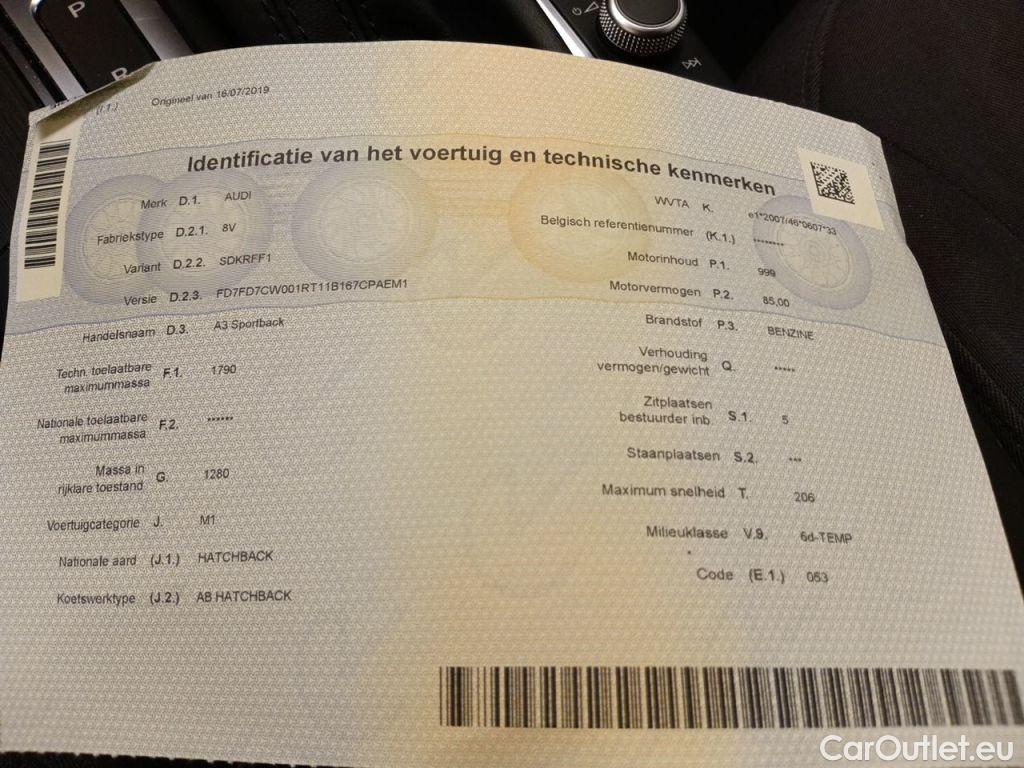 P
R
(I.1.) Origineel van 16/07/2019
Identificatie van het voertuig en technische kenmerken
Merk D.1. AUDI
Fabriekstype D.2.1. 8V
Variant D.2.2. SDKRFF1
Versie D.2.3. FD7FD7CW001RT11B167CPAEM1
Handelsnaam D.3. A3 Sportback
Techn. toelaatbare
maximummassa F.1. 1790
Nationale toelaatbare
maximummassa F.2. ******
Massa in
rijklare toestand G. 1280
Voertuigcategorie J. M1
Nationale aard (J.1.) HATCHBACK
Koetswerktype (J.2.) AB HATCHBACK
WVTA K. e1*2007/46*0607*33
Belgisch referentienummer (K.1.) ********
Motorinhoud P.1. 999
Motorvermogen P.2. 85,00
Brandstof P.3. BENZINE
Verhouding
vermogen/gewicht Q. *****
Zitplaatsen
bestuurder inb. S.1. 5
Staanplaatsen S.2. ***
Maximum snelheid T. 206
Milieuklasse V.9. 6d-TEMP
Code (E.1.) 053
CarOutlet.eu